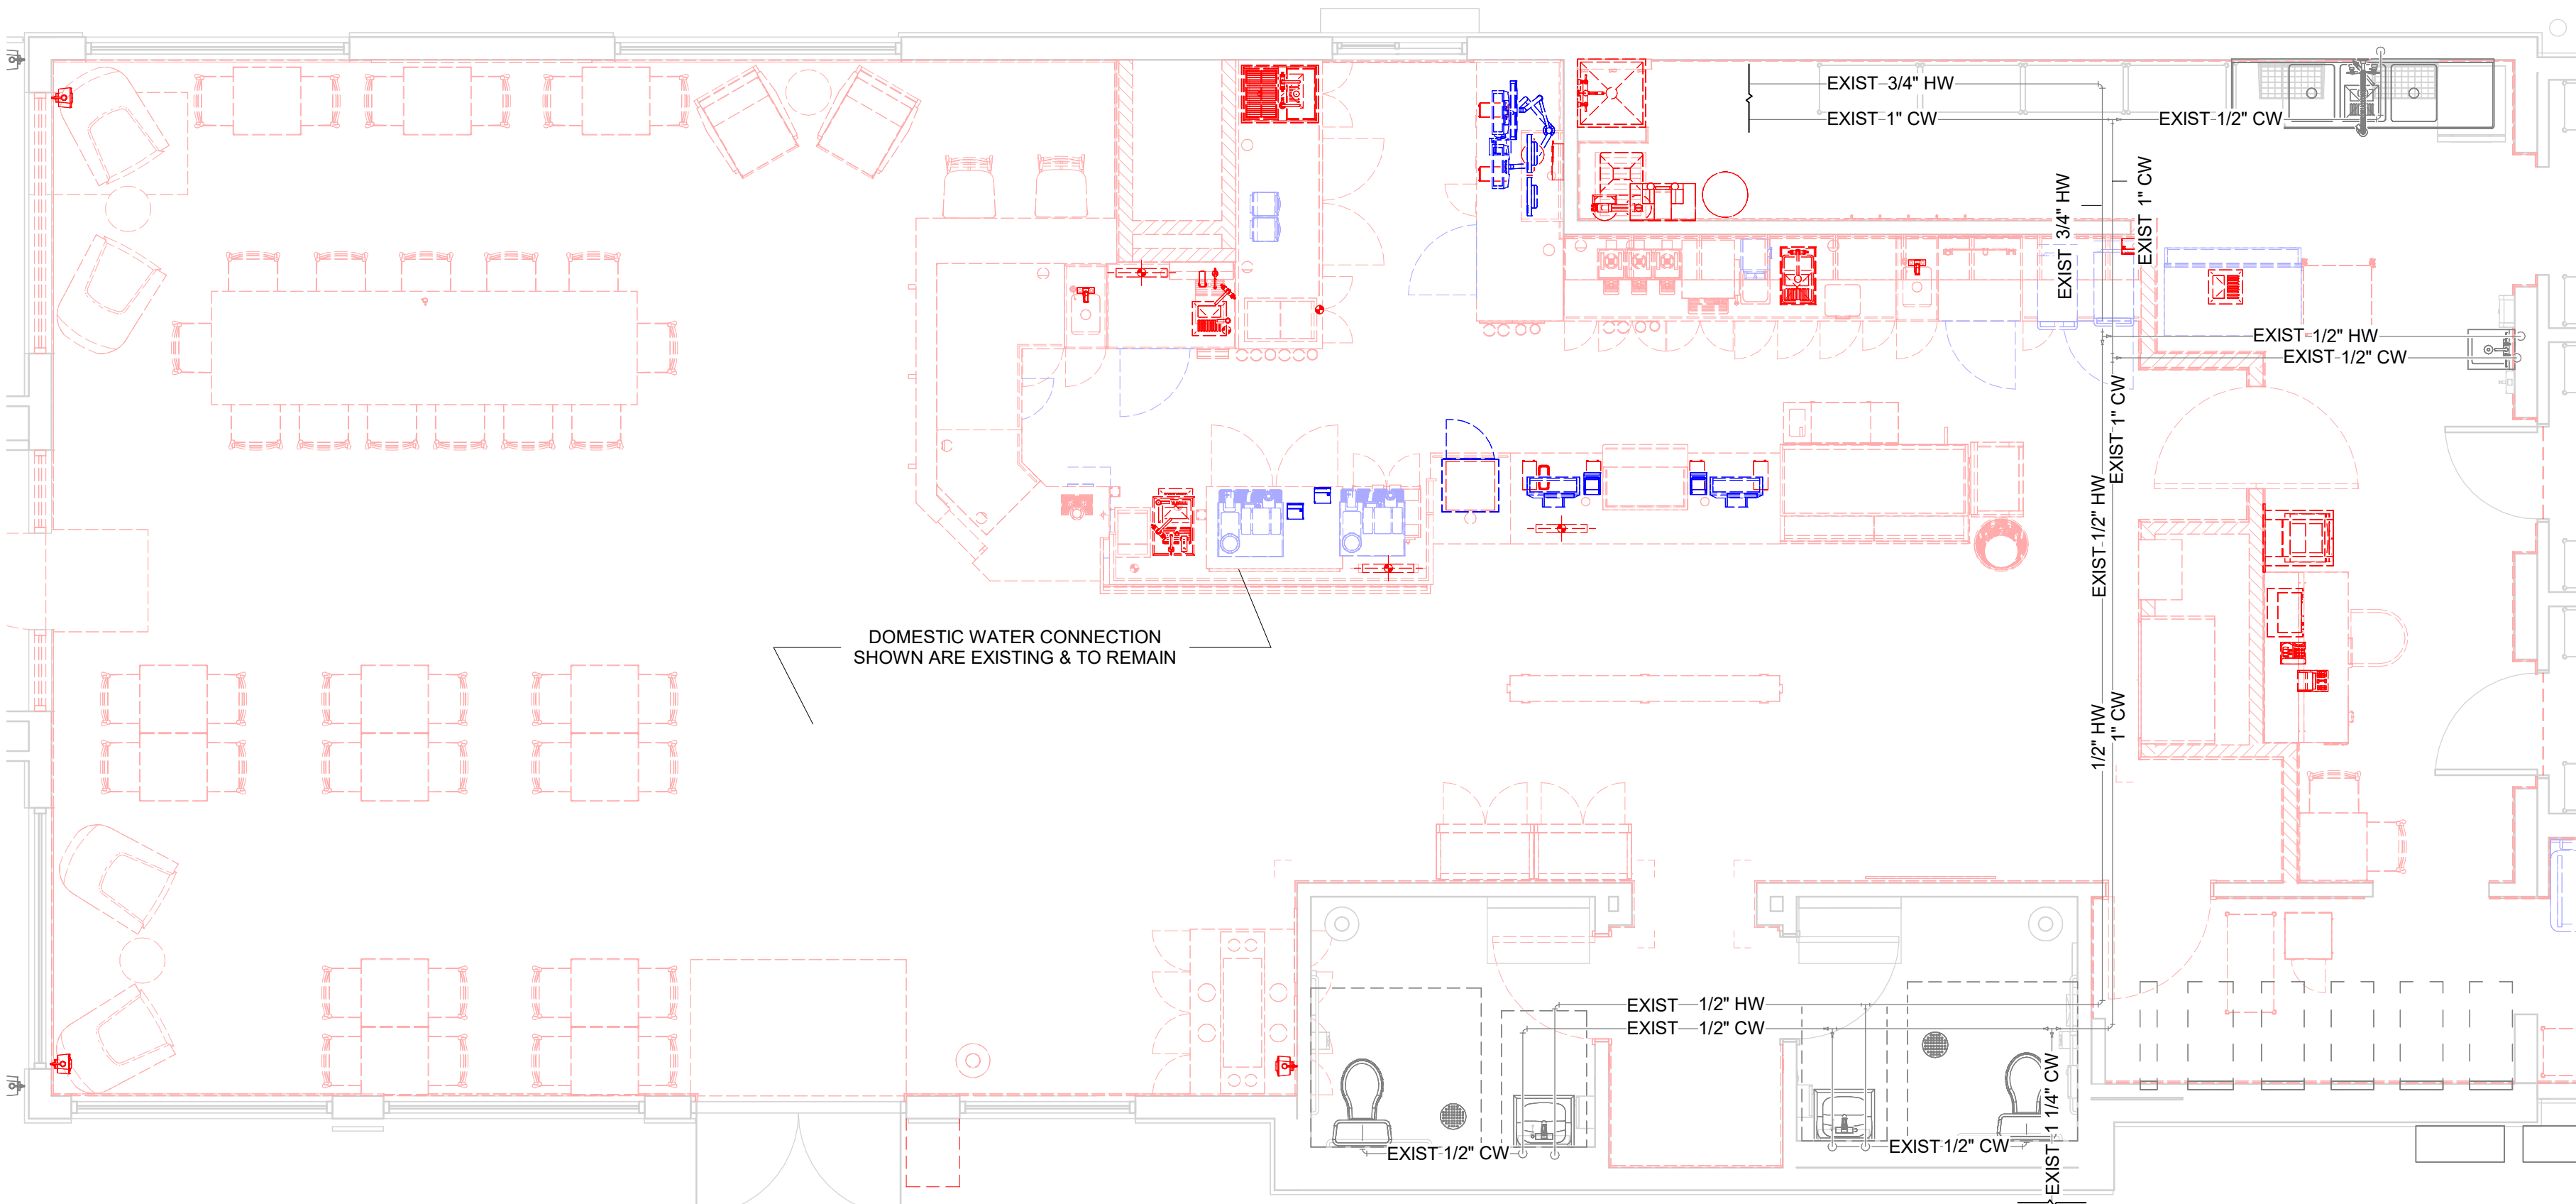 EXIST 3/4" HW
EXIST 1" CW
EXIST 1/2" CW
EXIST 3/4" HW
EXIST 1" CW
EXIST 1/2" HW
EXIST 1/2" CW
EXIST 1" CW
EXIST 1/2" HW
DOMESTIC WATER CONNECTION
SHOWN ARE EXISTING & TO REMAIN
1/2" HW
1" CW
EXIST 1/2" HW
EXIST 1/2" CW
EXIST 1 1/4" CW
EXIST 1/2" CW
EXIST 1/2" CW